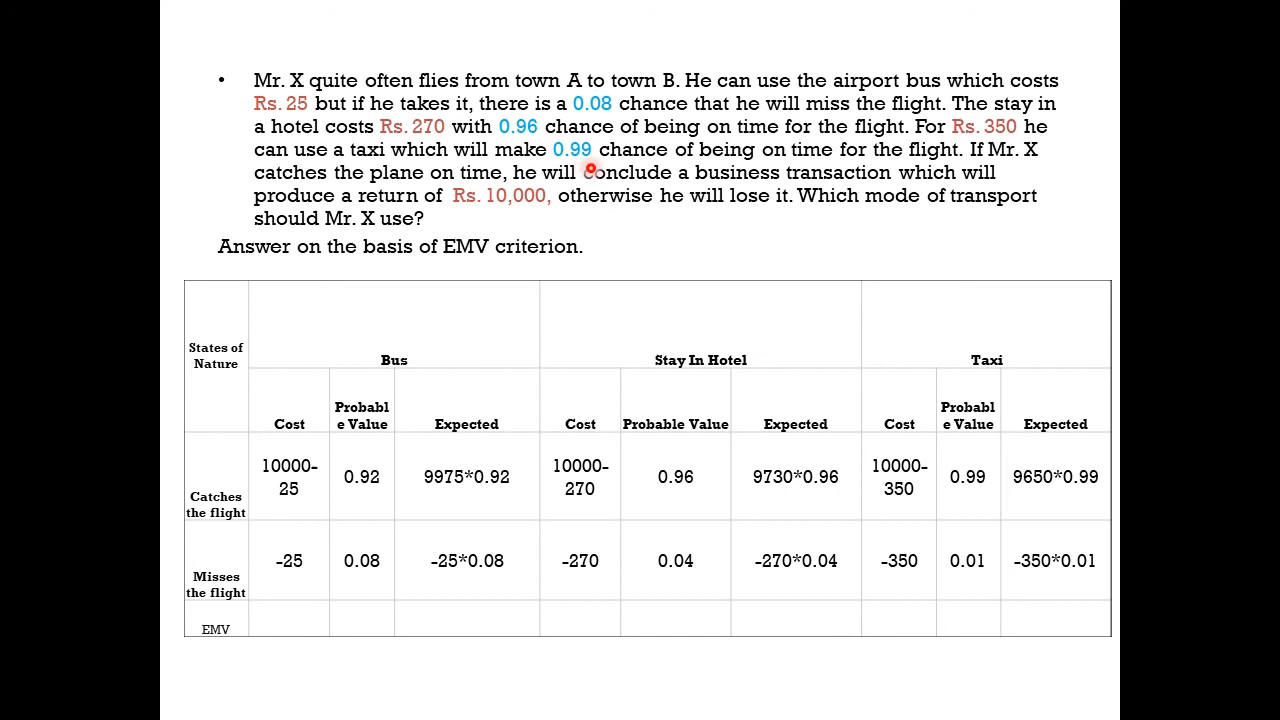 • Mr. X quite often flies from town A to town B. He can use the airport bus which costs
Rs. 25 but if he takes it, there is a 0.08 chance that he will miss the flight. The stay in
a hotel costs Rs. 270 with 0.96 chance of being on time for the flight. For Rs. 350 he
can use a taxi which will make 0.99 chance of being on time for the flight. If Mr. X
catches the plane on time, he will conclude a business transaction which will
produce a return of Rs. 10,000, otherwise he will lose it. Which mode of transport
should Mr. X use?
Answer on the basis of EMV criterion.
States of
Nature
Bus
Stay In Hotel
Taxi
Cost
Probabl
e Value
Expected
Cost
Probable Value
Expected
Cost
Probabl
e Value
Expected
Catches
the flight
10000-
25
0.92
9975*0.92
10000-
270
0.96
9730*0.96
10000-
350
0.99
9650*0.99
Misses
the flight
-25
0.08
-25*0.08
-270
0.04
-270*0.04
-350
0.01
-350*0.01
EMV